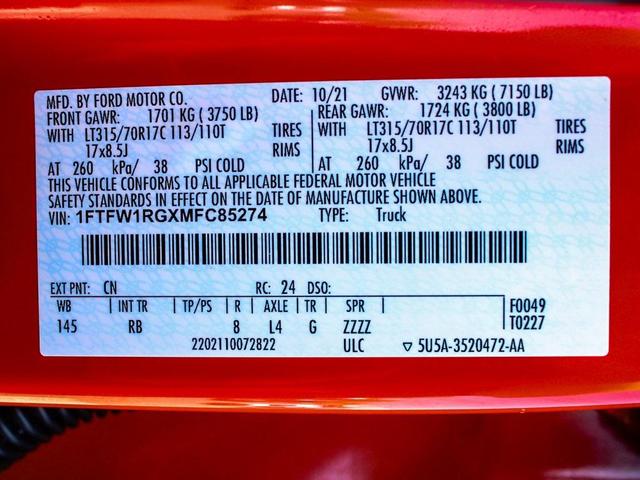 MFD. BY FORD MOTOR CO. DATE: 10/21 GVWR: 3243 KG ( 7150 LB)
FRONT GAWR: 1701 KG ( 3750 LB) REAR GAWR: 1724 KG ( 3800 LB)
WITH LT315/70R17C 113/110T TIRES WITH LT315/70R17C 113/110T TIRES
17x8.5J RIMS 17x8.5J RIMS
AT 260 kPa/ 38 PSI COLD AT 260 kPa/ 38 PSI COLD
THIS VEHICLE CONFORMS TO ALL APPLICABLE FEDERAL MOTOR VEHICLE
SAFETY STANDARDS IN EFFECT ON THE DATE OF MANUFACTURE SHOWN ABOVE.
VIN: 1FTFW1RGXMFC85274 TYPE: Truck
EXT PNT: CN RC: 24 DSO:
WB INT TR TP/PS R AXLE TR SPR F0049
145 RB 8 L4 G ZZZZ T0227
2202110072822 ULC ▽ 5U5A-3520472-AA